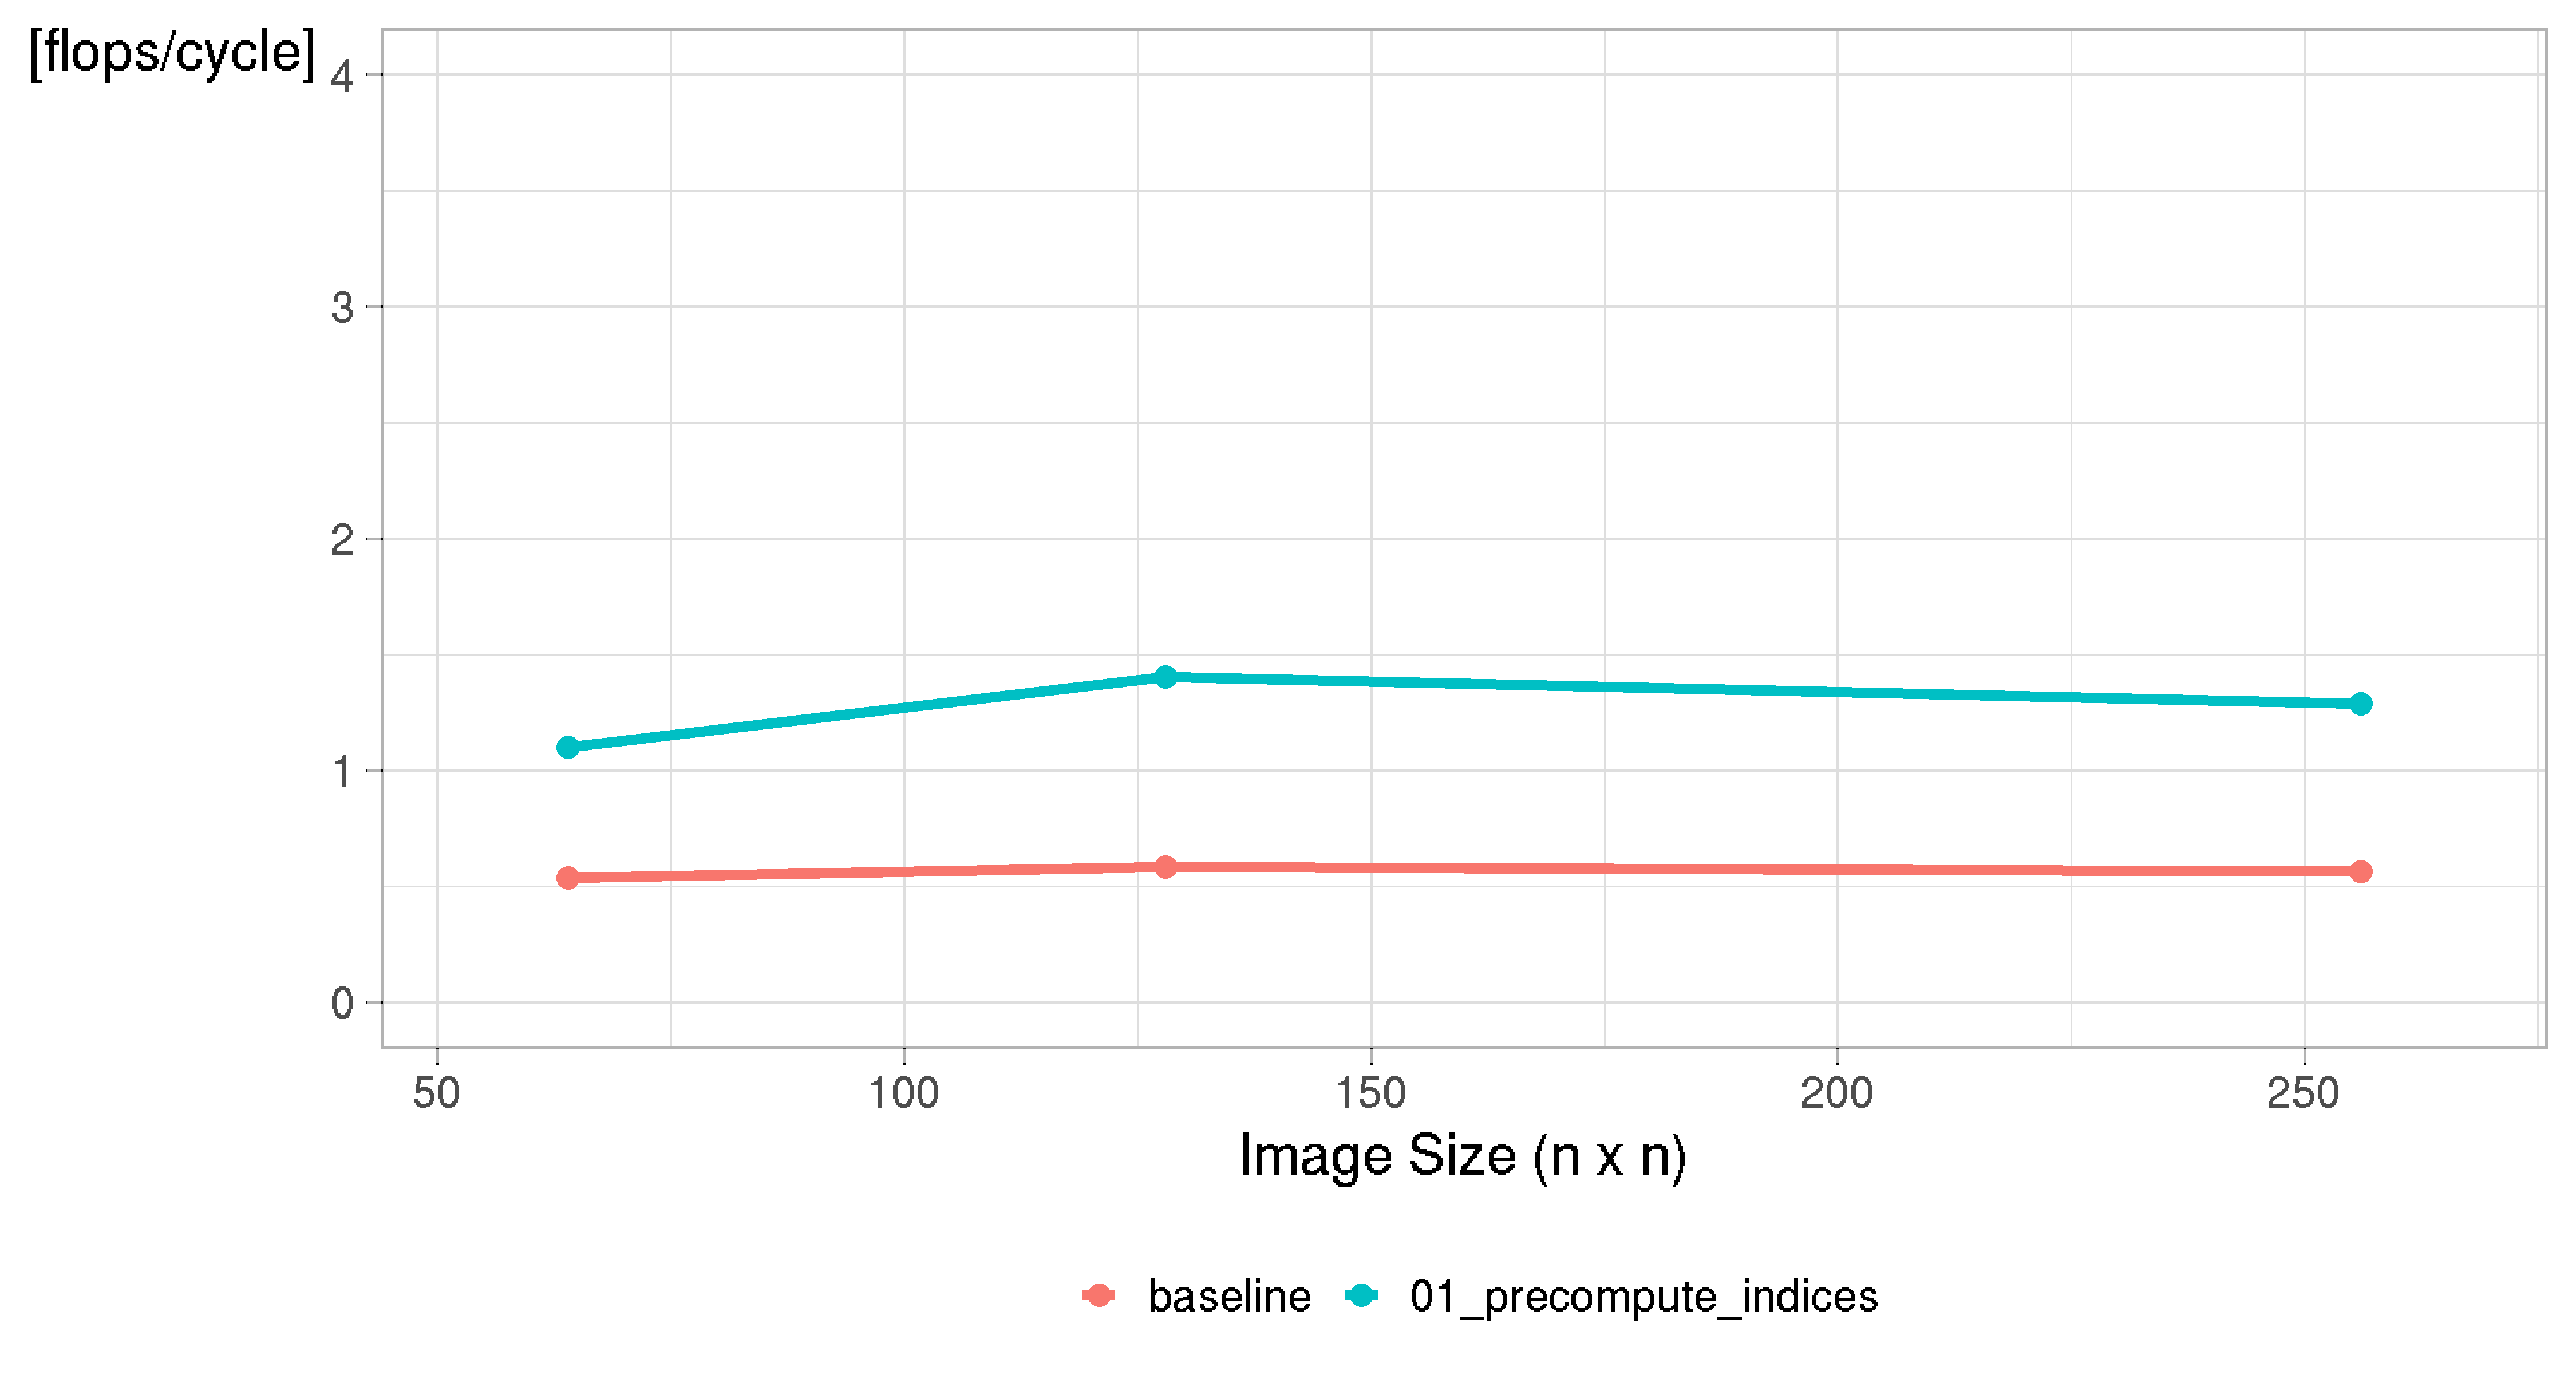 [flops/cycle]
4
3
2
1
0
50 100 150 200 250
Image Size (n x n)
baseline 01_precompute_indices